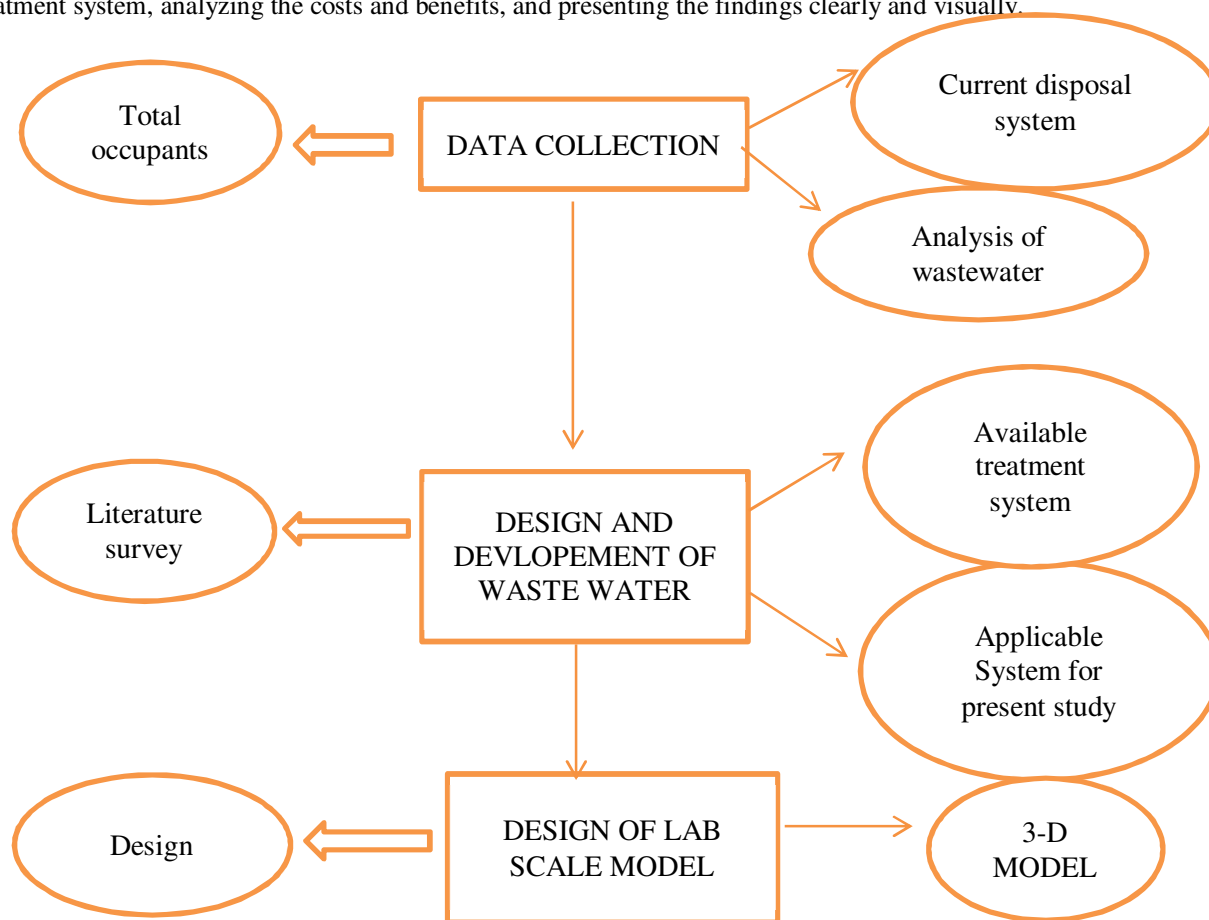 atment system, analyzing the costs and benefits, and presenting the findings clearly and visually.
Total
occupants
DATA COLLECTION
Current disposal
system
Analysis of
wastewater
Literature
survey
DESIGN AND
DEVLOPEMENT OF
WASTE WATER
Available
treatment
system
Applicable
System for
present study
Design
DESIGN OF LAB
SCALE MODEL
3-D
MODEL